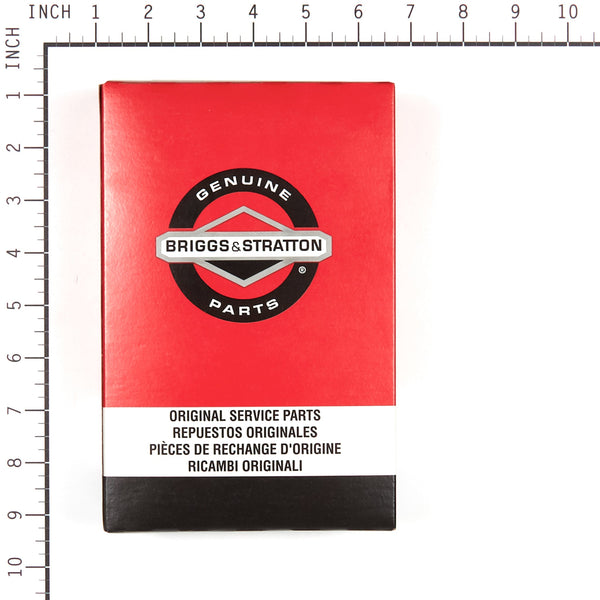 INCH 1 2 3 4 5 6 7 8 9 10
INCH
1
2
3
4
5
6
7
8
9
10
GENUINE
BRIGGS&STRATTON
®
PARTS
ORIGINAL SERVICE PARTS
REPUESTOS ORIGINALES
PIÈCES DE RECHANGE D'ORIGINE
RICAMBI ORIGINALI